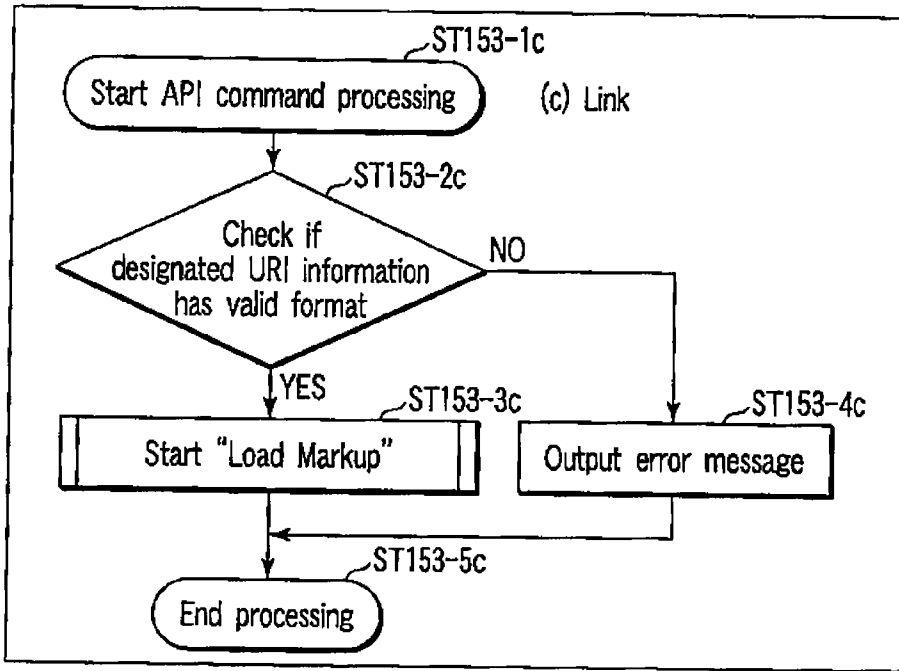 ST153-1c
Start API command processing
(c) Link
ST153-2c
Check if
designated URI information
has valid format
NO
YES
ST153-3c
Start “Load Markup”
ST153-4c
Output error message
ST153-5c
End processing